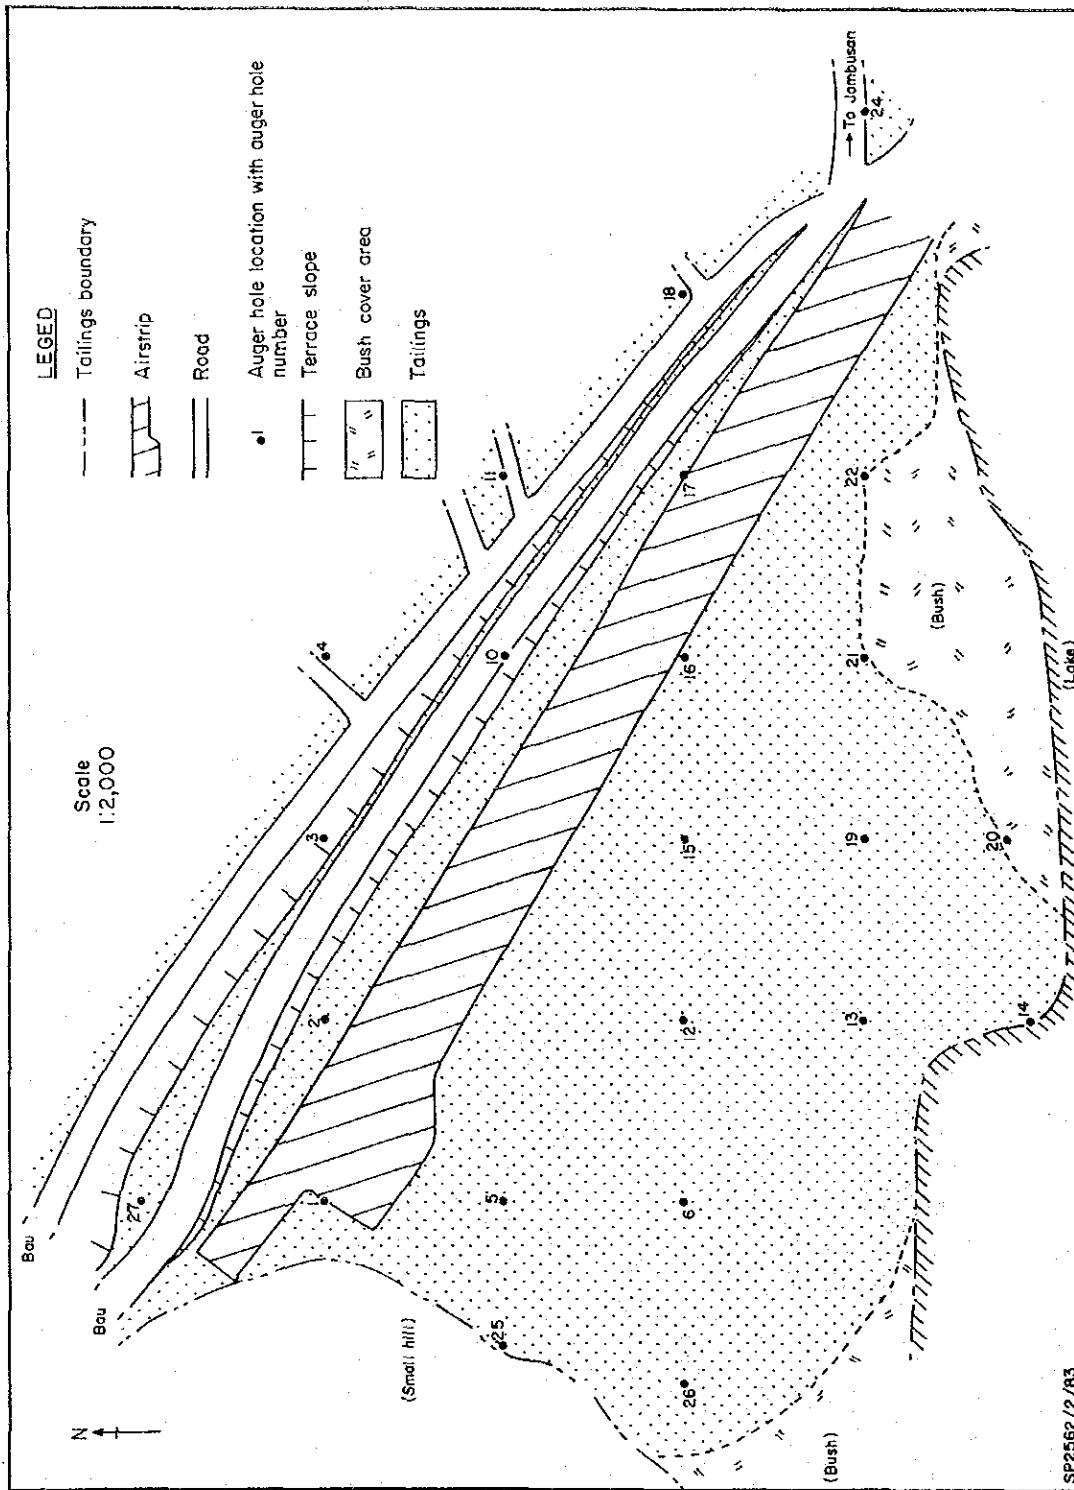 LEGED
Tailings boundary
Airstrip
Road
1 Auger hole location with auger hole
number
Terrace slope
Bush cover area
Tailings
Scale
1:2,000
N
Bau
Bau
(Small hill)
(Bush)
(Bush)
(Lake)
To Jambusan
1
2
3
4
5
6
10
11
12
13
14
15
16
17
18
19
20
21
22
24
25
26
27
SP2562/2/83